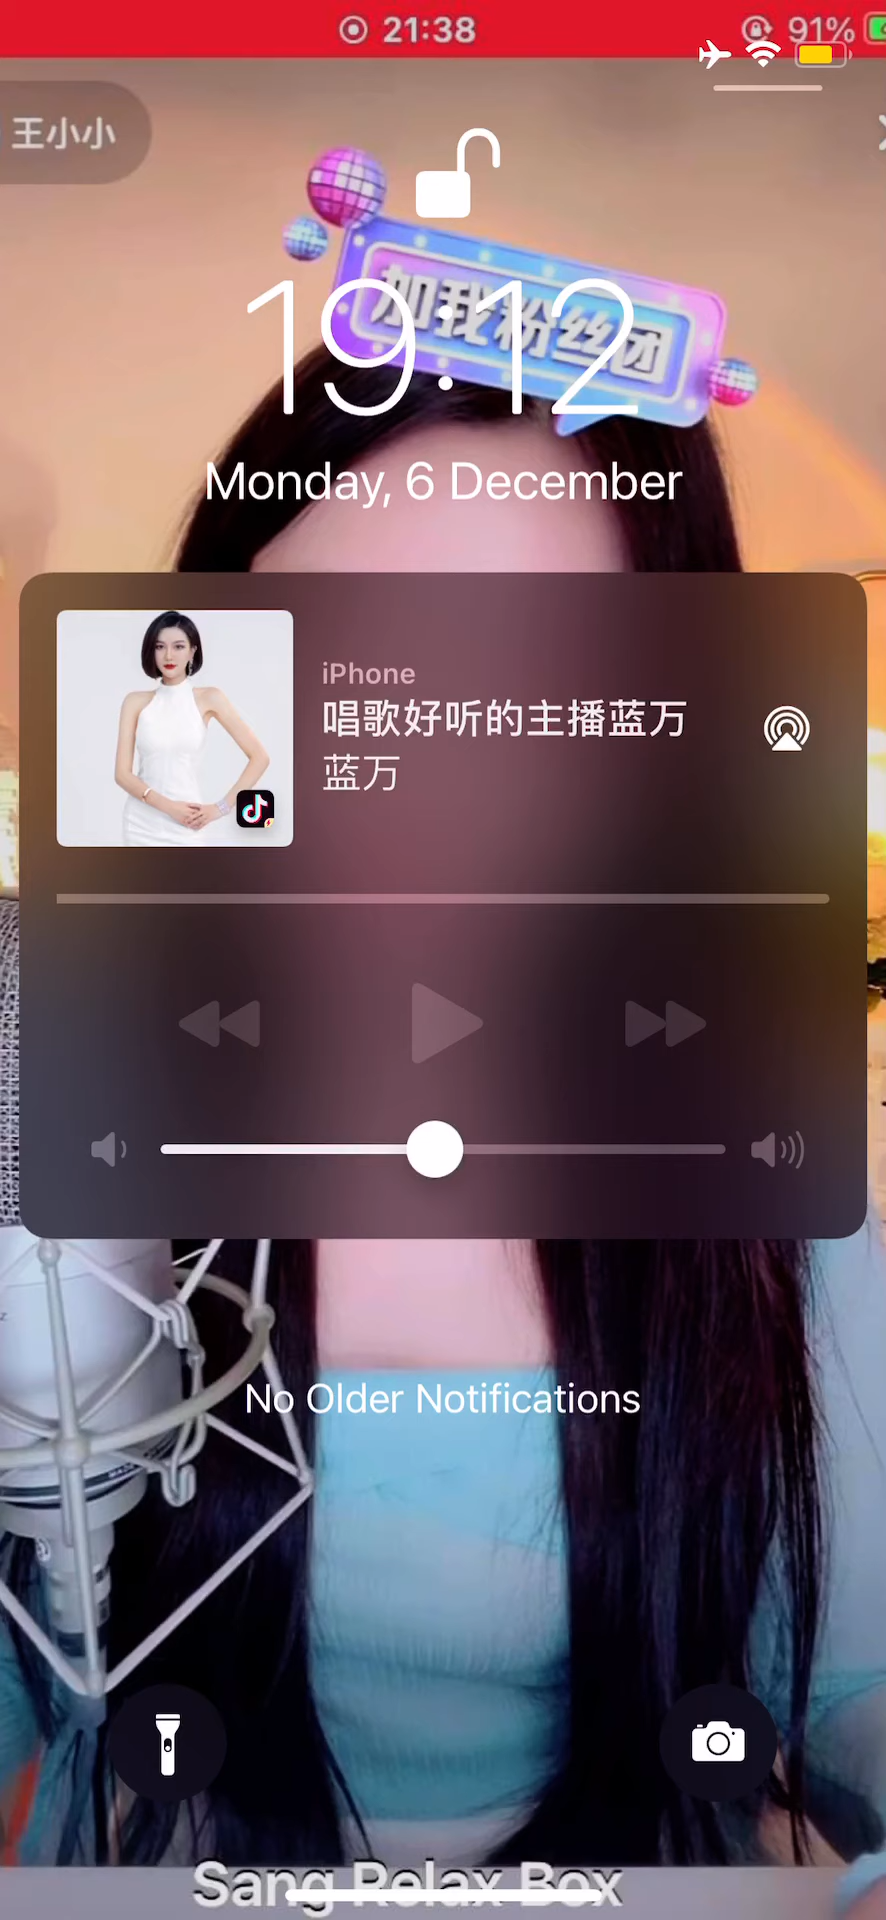 21:38
91%
王小小
加我粉丝团
19:12
Monday, 6 December
iPhone
唱歌好听的主播蓝万
蓝万
No Older Notifications
Sang Relax Box